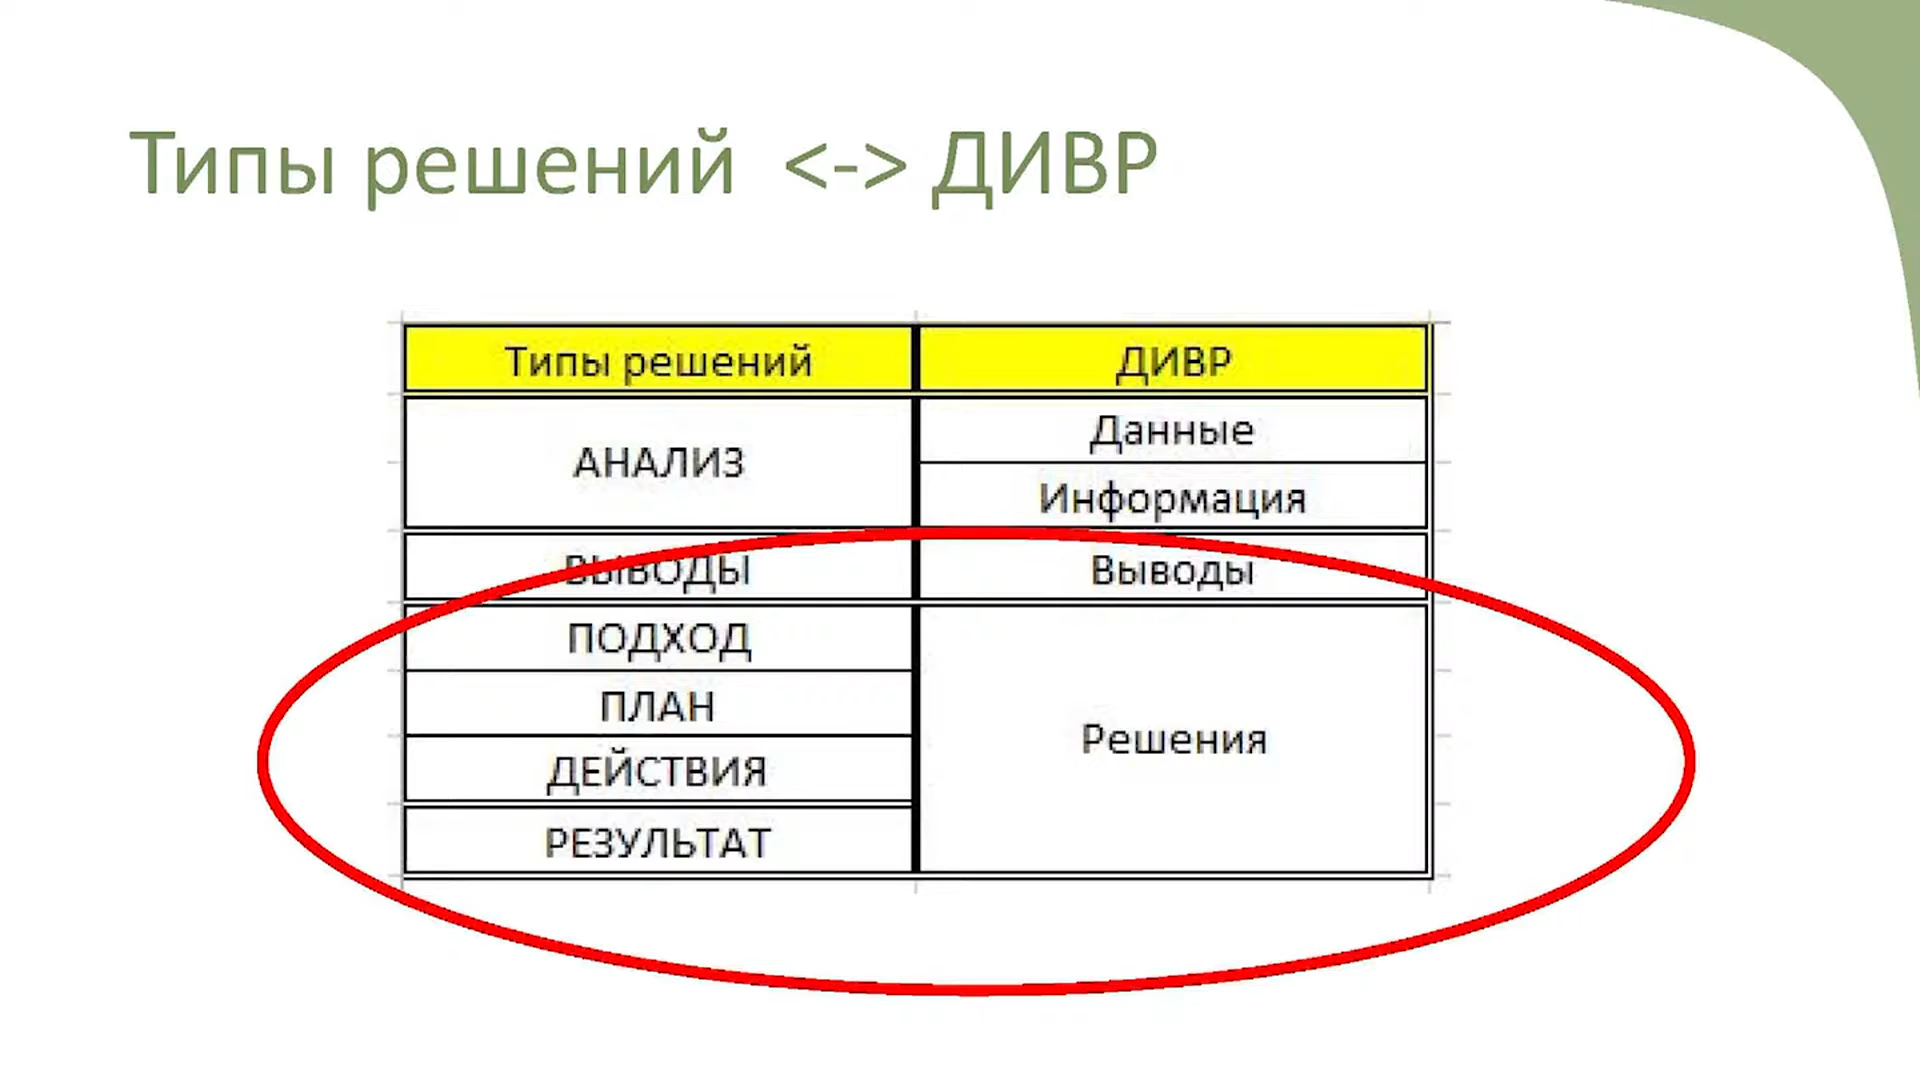 Типы решений <-> ДИВР
Типы решений
ДИВР
АНАЛИЗ
Данные
Информация
ВЫВОДЫ
Выводы
ПОДХОД
ПЛАН
Решения
ДЕЙСТВИЯ
РЕЗУЛЬТАТ